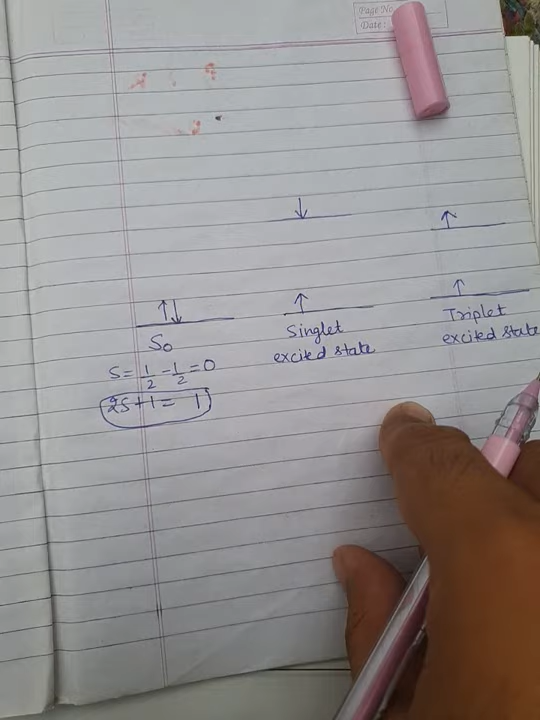 Page No.
Date:
↓
↑
↑↓
↑
↑
S₀
Singlet
excited state
Triplet
excited state
S = 1/2 - 1/2 = 0
2S + 1 = 1